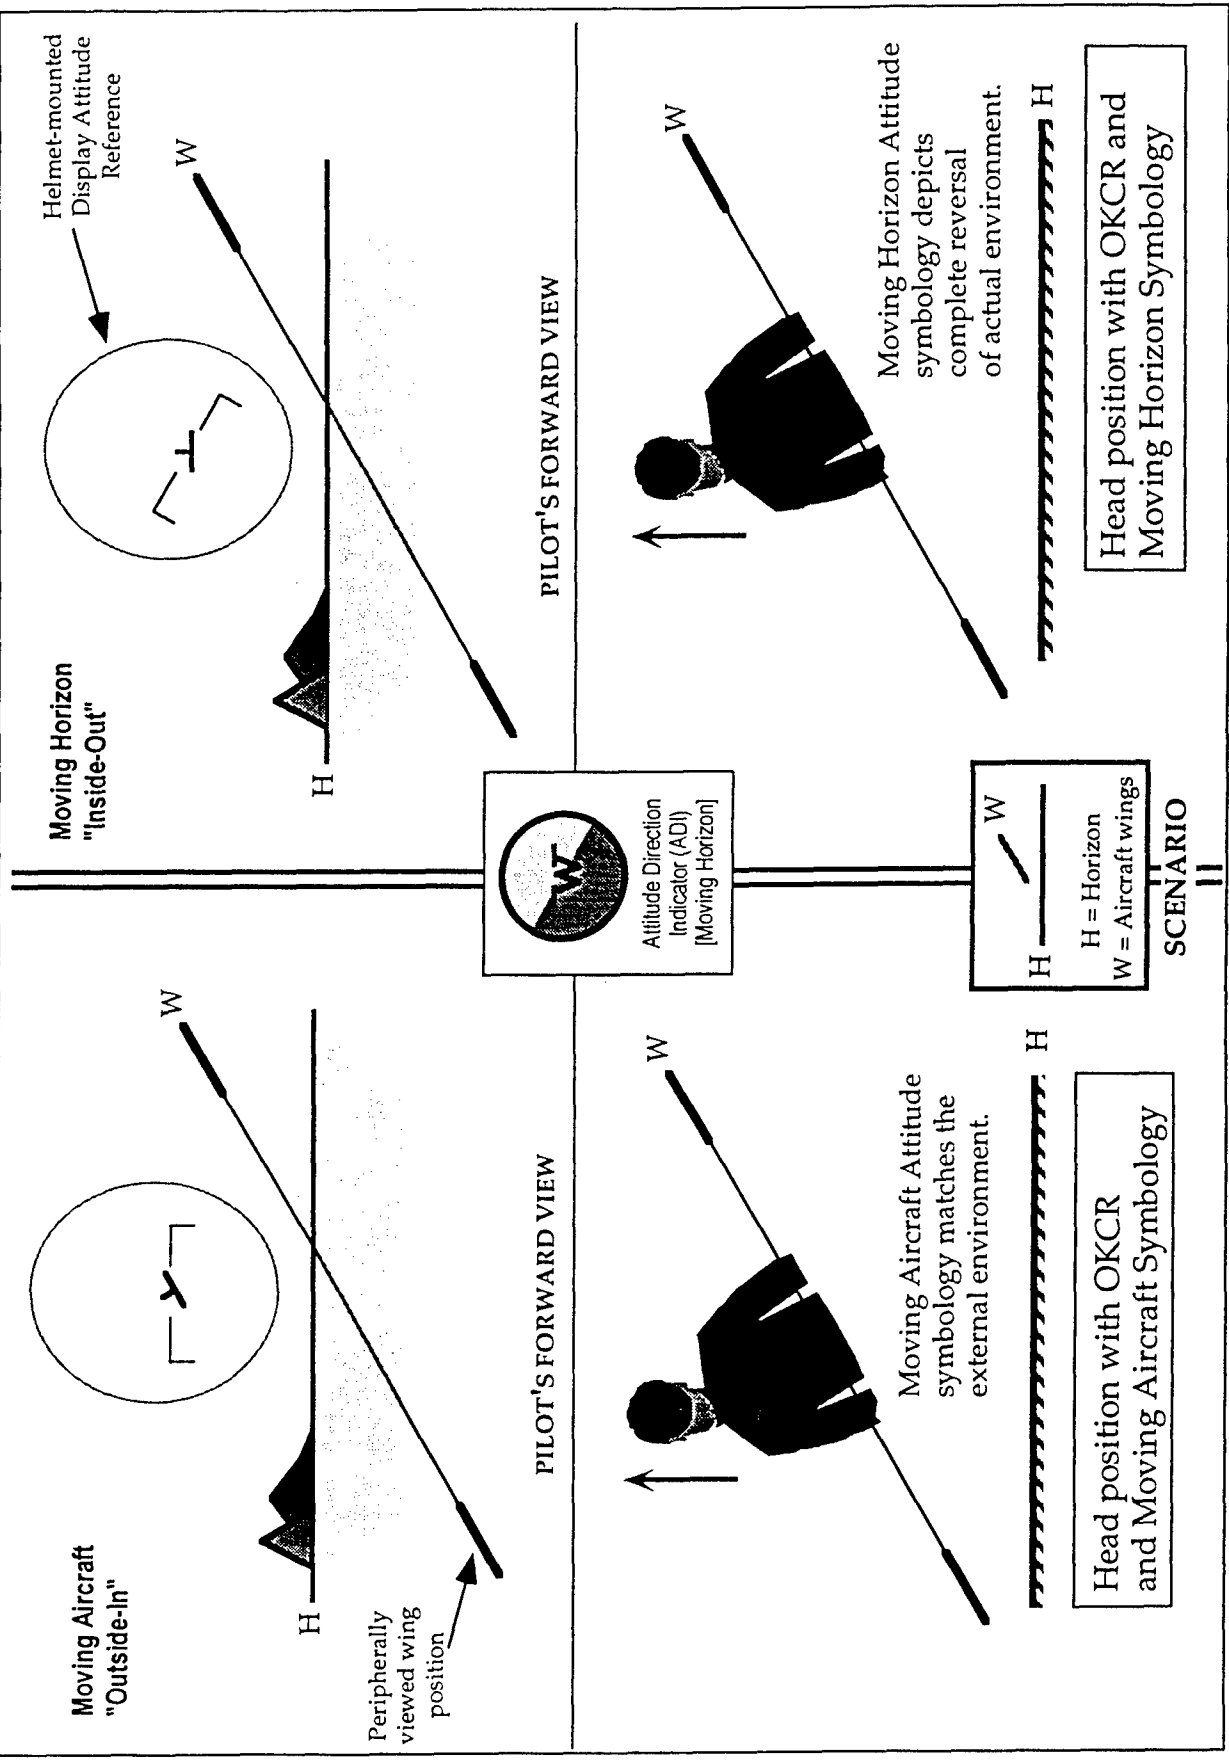 Moving Aircraft
"Outside-In"
W
H
Peripherally
viewed wing
position
PILOT'S FORWARD VIEW
Moving Horizon
"Inside-Out"
Helmet-mounted
Display Attitude
Reference
W
H
PILOT'S FORWARD VIEW
W
Attitude Direction
Indicator (ADI)
[Moving Horizon]
W
Moving Aircraft Attitude
symbology matches the
external environment.
H
Head position with OKCR
and Moving Aircraft Symbology
W
H
H = Horizon
W = Aircraft wings
SCENARIO
W
Moving Horizon Attitude
symbology depicts
complete reversal
of actual environment.
H
Head position with OKCR and
Moving Horizon Symbology